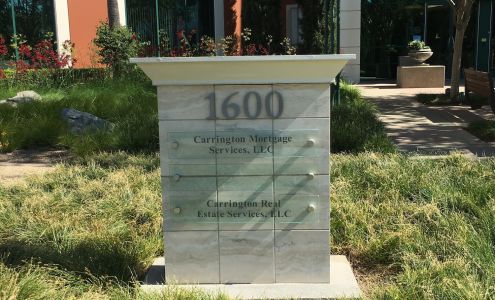 1600
Carrington Mortgage
Services, LLC
Carrington Real
Estate Services, LLC